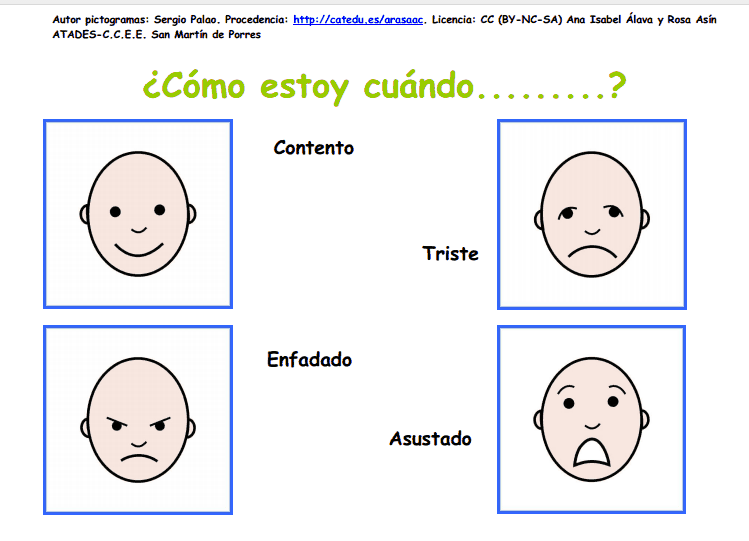 Autor pictogramas: Sergio Palao. Procedencia: http://catedu.es/arasaac. Licencia: CC (BY-NC-SA) Ana Isabel Álava y Rosa Asín
ATADES-C.C.E.E. San Martín de Porres
¿Cómo estoy cuándo.........?
Contento
Triste
Enfadado
Asustado